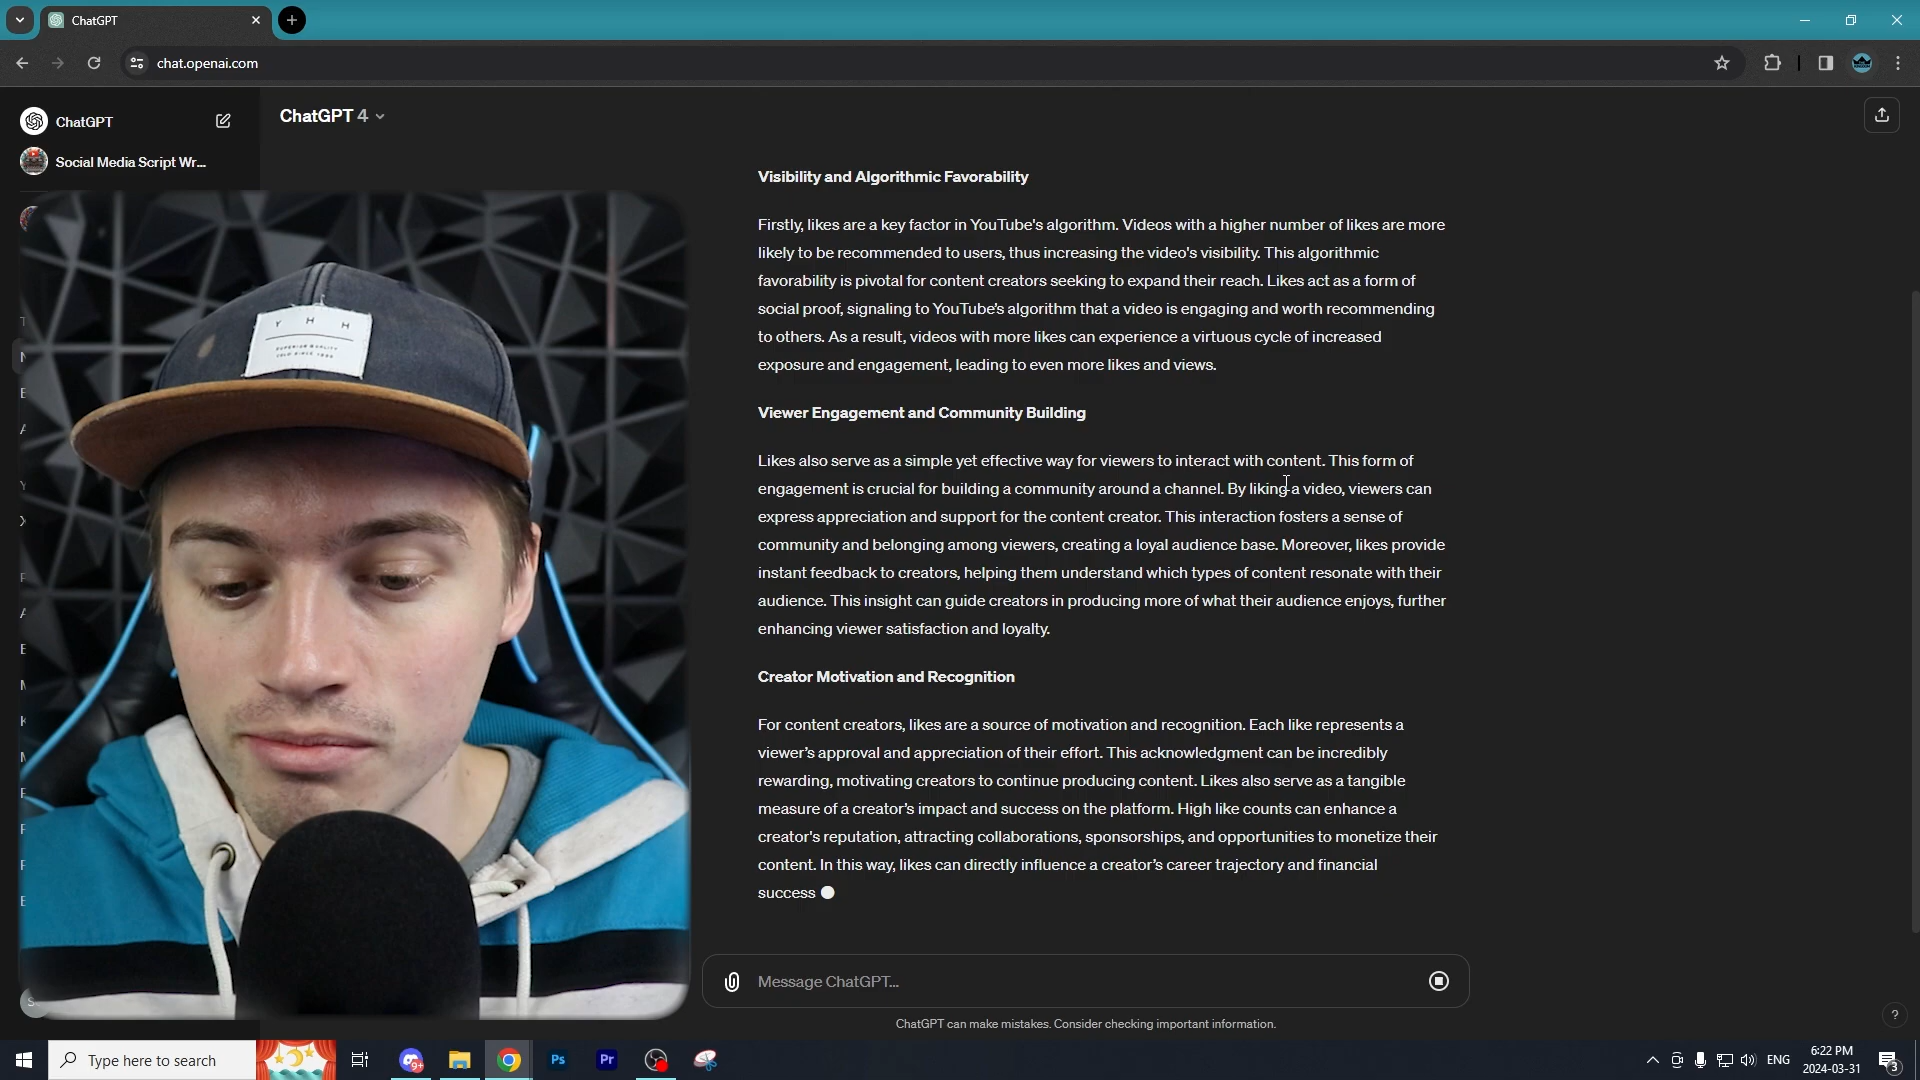 ChatGPT
chat.openai.com
ChatGPT
Social Media Script Wr...
ChatGPT 4
Visibility and Algorithmic Favorability
Firstly, likes are a key factor in YouTube's algorithm. Videos with a higher number of likes are more
likely to be recommended to users, thus increasing the video's visibility. This algorithmic
favorability is pivotal for content creators seeking to expand their reach. Likes act as a form of
social proof, signaling to YouTube's algorithm that a video is engaging and worth recommending
to others. As a result, videos with more likes can experience a virtuous cycle of increased
exposure and engagement, leading to even more likes and views.
Viewer Engagement and Community Building
Likes also serve as a simple yet effective way for viewers to interact with content. This form of
engagement is crucial for building a community around a channel. By liking a video, viewers can
express appreciation and support for the content creator. This interaction fosters a sense of
community and belonging among viewers, creating a loyal audience base. Moreover, likes provide
instant feedback to creators, helping them understand which types of content resonate with their
audience. This insight can guide creators in producing more of what their audience enjoys, further
enhancing viewer satisfaction and loyalty.
Creator Motivation and Recognition
For content creators, likes are a source of motivation and recognition. Each like represents a
viewer's approval and appreciation of their effort. This acknowledgment can be incredibly
rewarding, motivating creators to continue producing content. Likes also serve as a tangible
measure of a creator's impact and success on the platform. High like counts can enhance a
creator's reputation, attracting collaborations, sponsorships, and opportunities to monetize their
content. In this way, likes can directly influence a creator's career trajectory and financial
success
Message ChatGPT...
ChatGPT can make mistakes. Consider checking important information.
?
Y H H
SUPERIOR QUALITY
Type here to search
9+
Ps
Pr
ENG
6:22 PM
2024-03-31
3